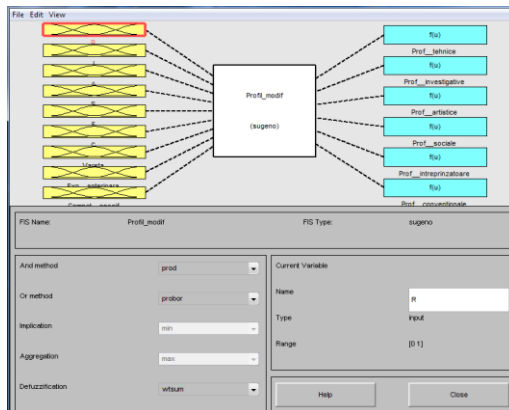 File Edit View
f(u)
Prof__tehnice
f(u)
Prof__investigative
f(u)
Prof__artistice
f(u)
Prof__sociale
f(u)
Prof__intreprinzatoare
f(u)
Prof__conventionale
Profil_modif
(sugeno)
Varsta
FIS Name: Profil_modif FIS Type: sugeno
And method prod
Or method probor
Implication min
Aggregation max
Defuzzification wtsum
Current Variable
Name R
Type input
Range [0 1]
Help Close